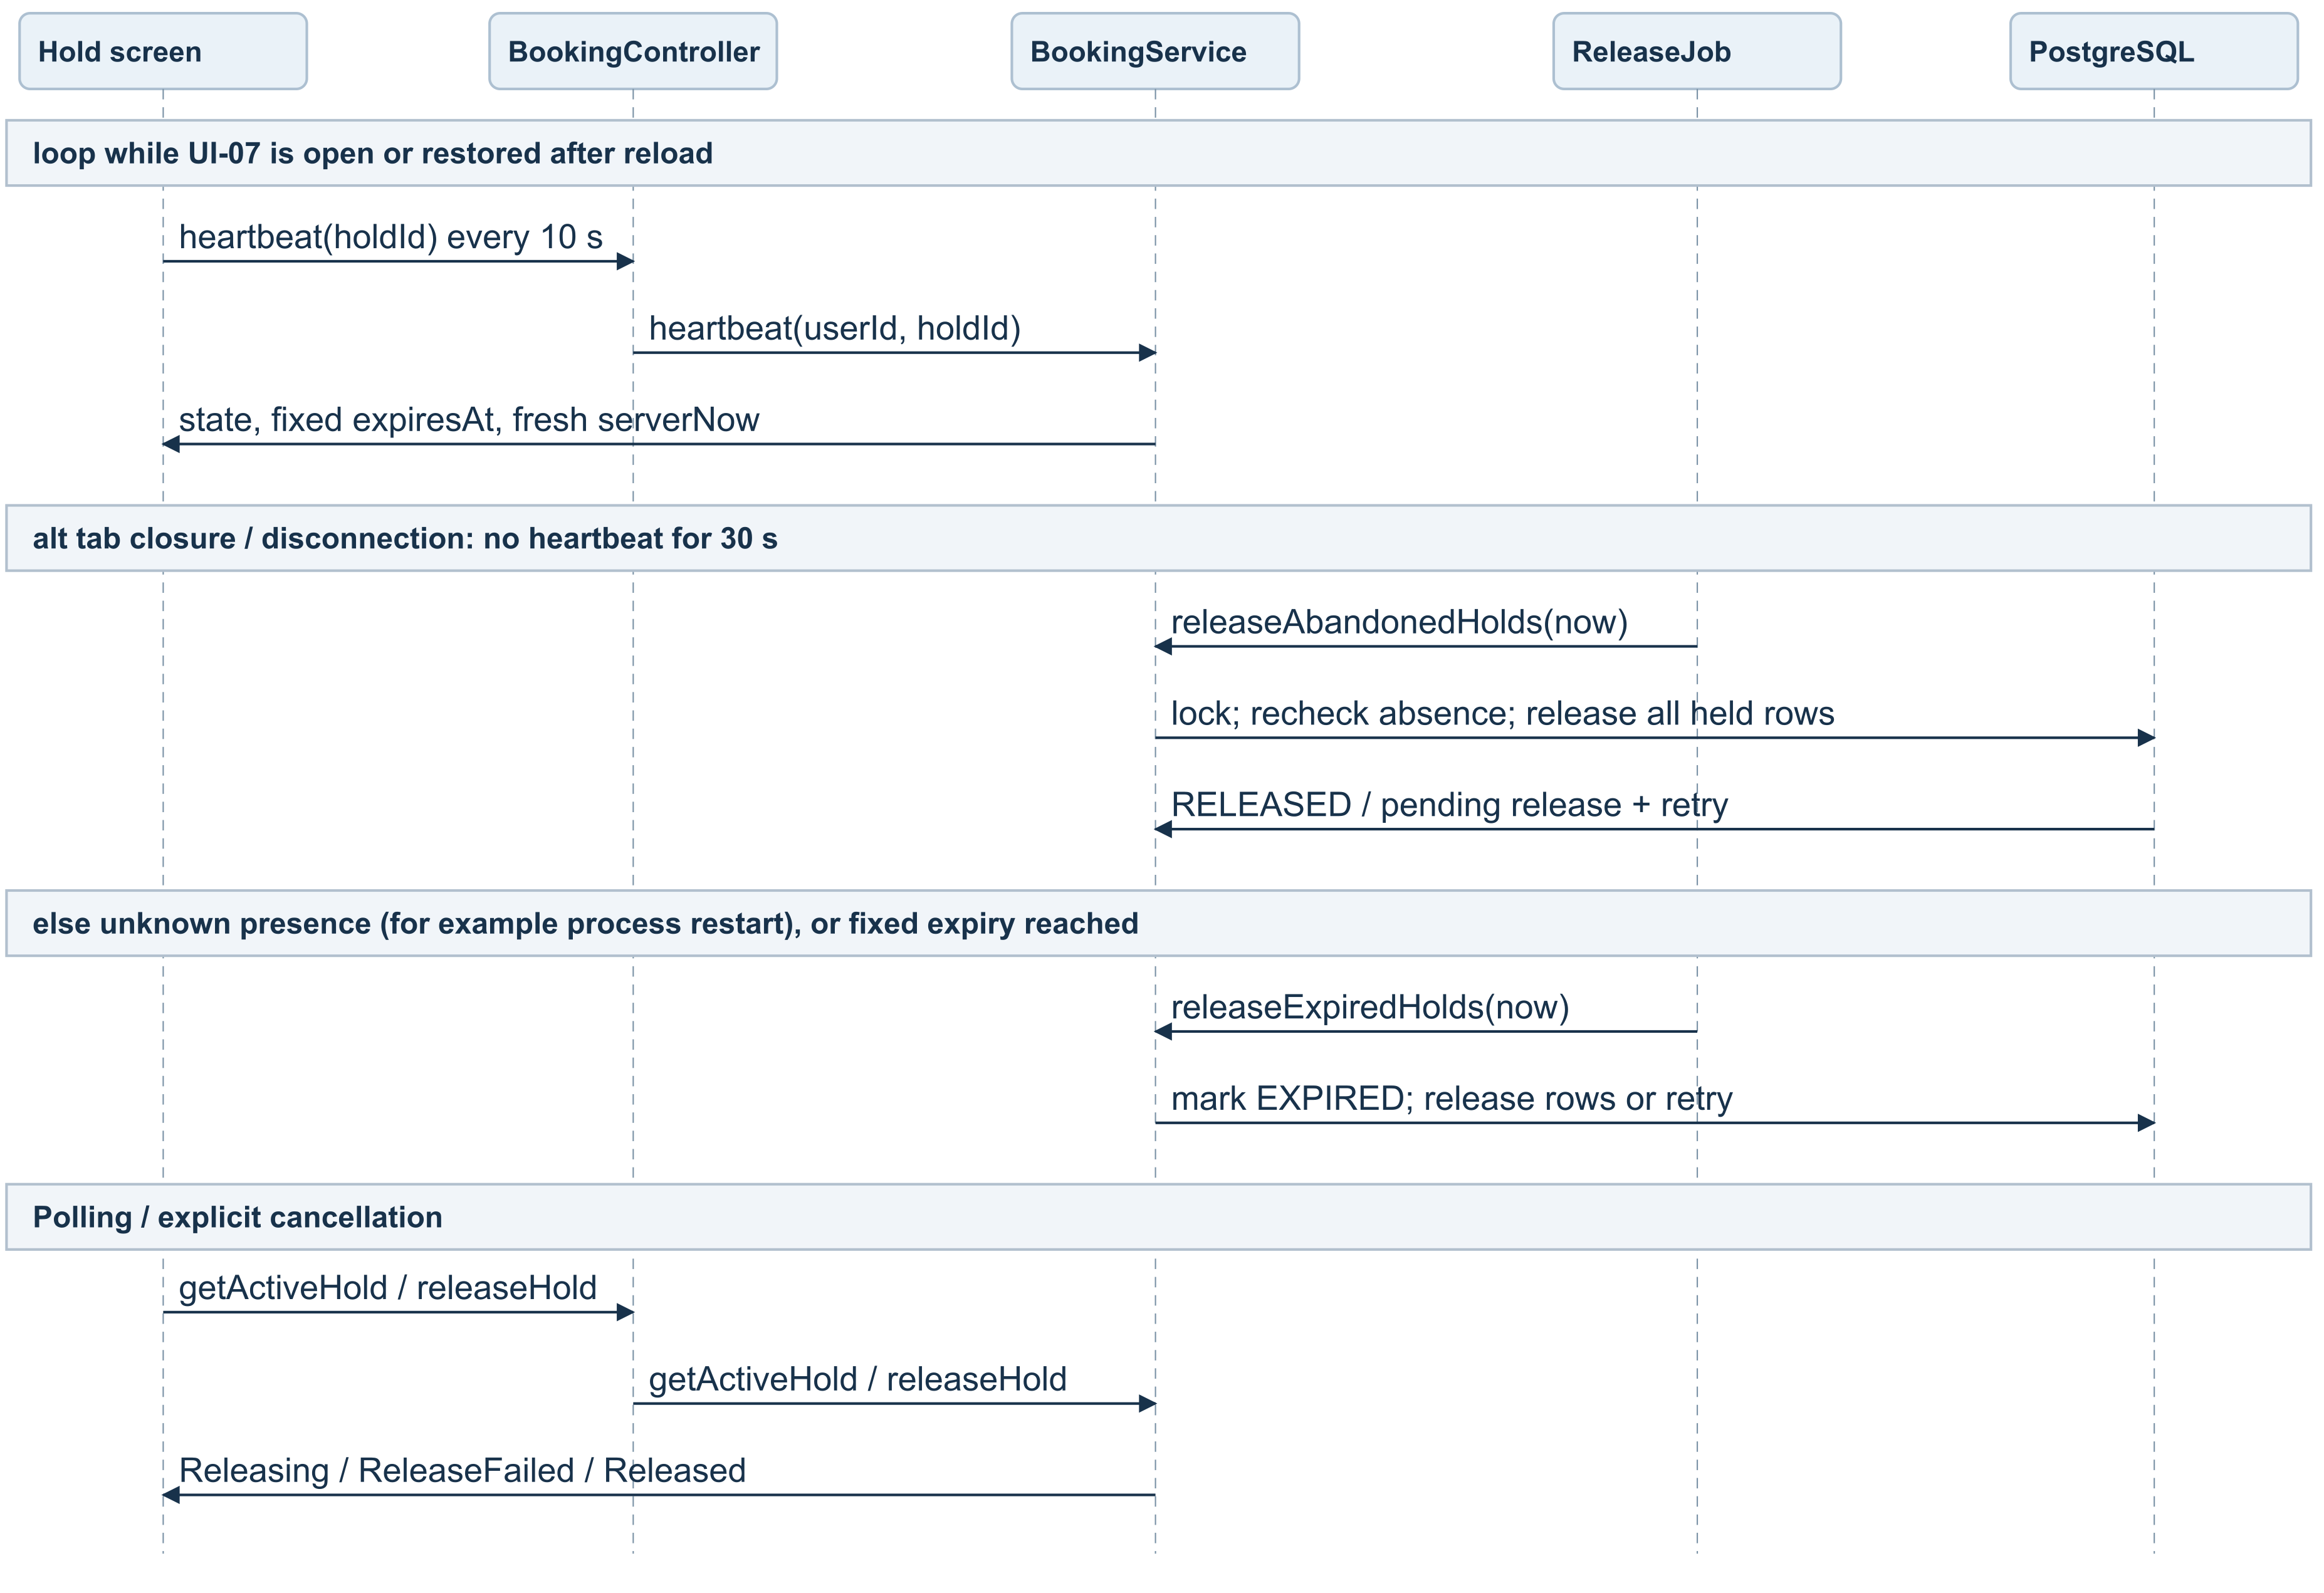 Hold screen
BookingController
BookingService
ReleaseJob
PostgreSQL
loop while UI-07 is open or restored after reload
heartbeat(holdId) every 10 s
heartbeat(userId, holdId)
state, fixed expiresAt, fresh serverNow
alt tab closure / disconnection: no heartbeat for 30 s
releaseAbandonedHolds(now)
lock; recheck absence; release all held rows
RELEASED / pending release + retry
else unknown presence (for example process restart), or fixed expiry reached
releaseExpiredHolds(now)
mark EXPIRED; release rows or retry
Polling / explicit cancellation
getActiveHold / releaseHold
getActiveHold / releaseHold
Releasing / ReleaseFailed / Released